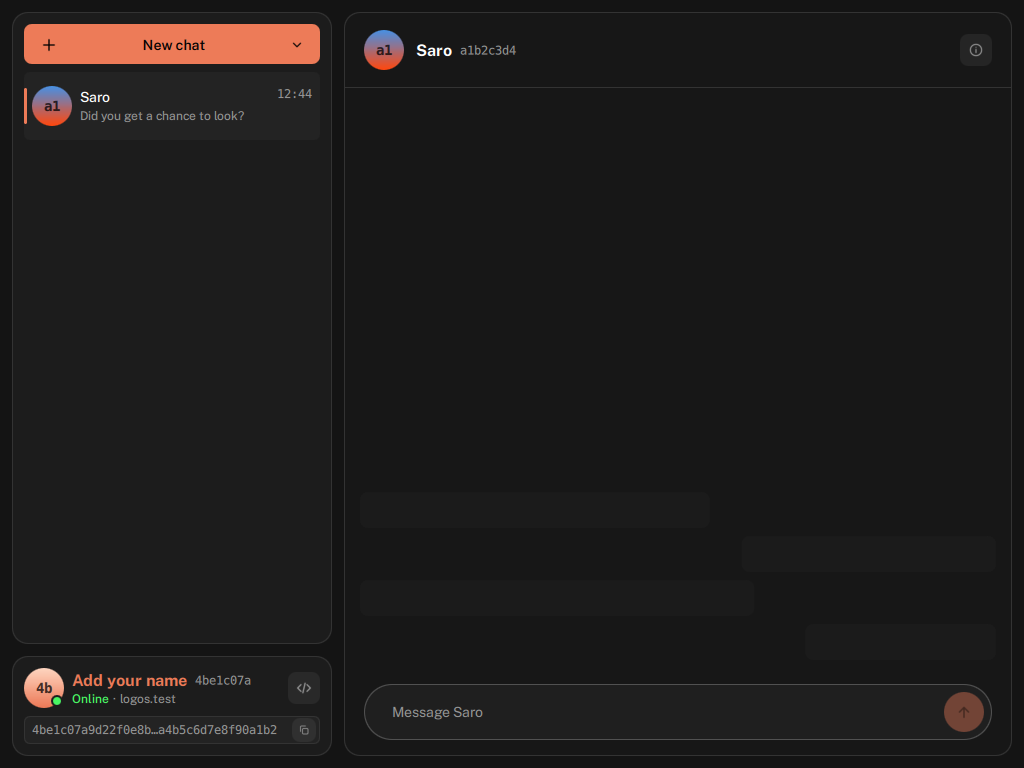 New chat
a1
Saro
12:44
Did you get a chance to look?
4b
Add your name 4be1c07a
Online · logos.test
4be1c07a9d22f0e8b…a4b5c6d7e8f90a1b2
a1
Saro a1b2c3d4
Message Saro